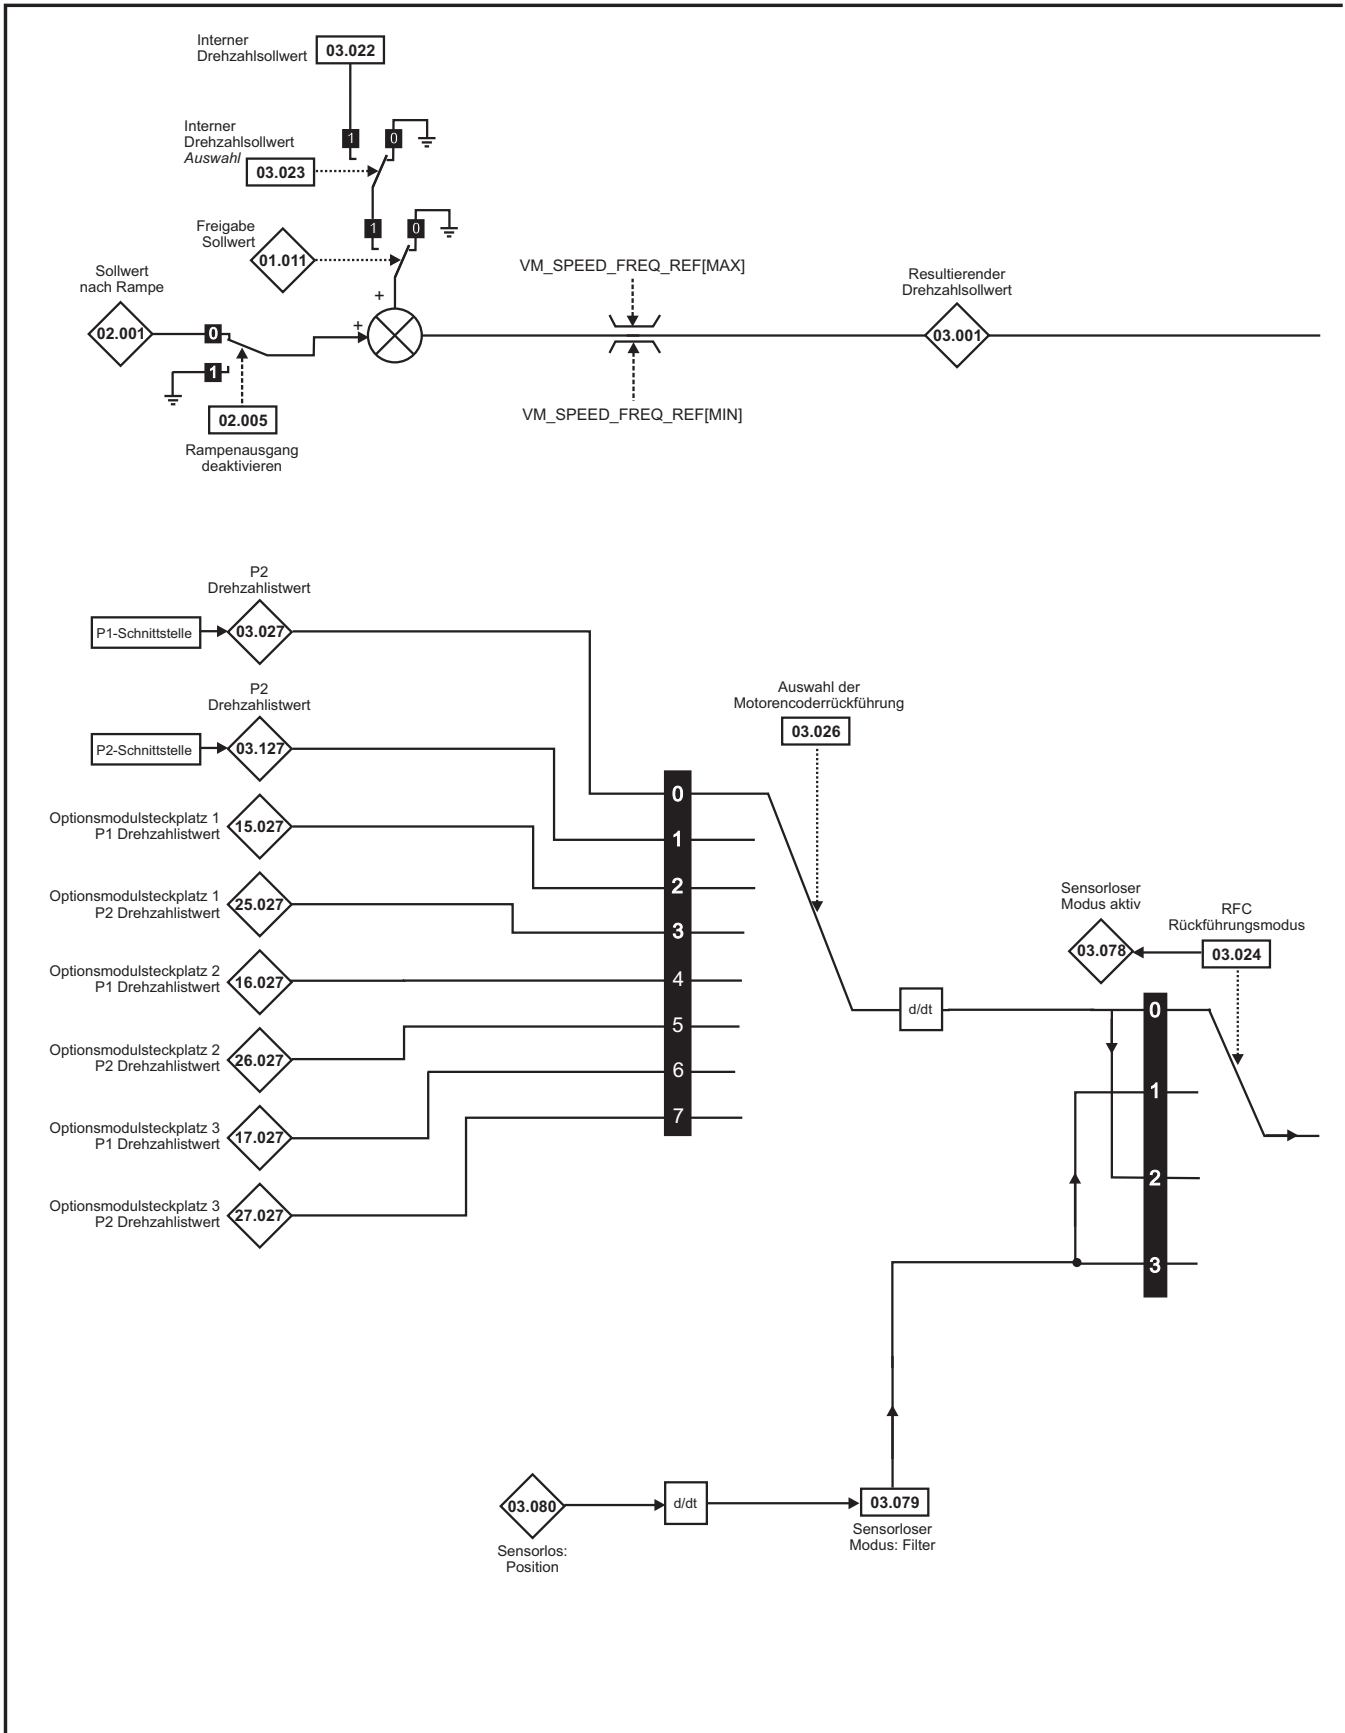 Interner
Drehzahlsollwert
03.022
1
0
Interner
Drehzahlsollwert
Auswahl
03.023
1
0
Freigabe
Sollwert
01.011
Sollwert
nach Rampe
02.001
0
1
+
+
02.005
Rampenausgang
deaktivieren
VM_SPEED_FREQ_REF[MAX]
VM_SPEED_FREQ_REF[MIN]
Resultierender
Drehzahlsollwert
03.001
P2
Drehzahlistwert
P1-Schnittstelle
03.027
P2
Drehzahlistwert
P2-Schnittstelle
03.127
Optionsmodulsteckplatz 1
P1 Drehzahlistwert
15.027
Optionsmodulsteckplatz 1
P2 Drehzahlistwert
25.027
Optionsmodulsteckplatz 2
P1 Drehzahlistwert
16.027
Optionsmodulsteckplatz 2
P2 Drehzahlistwert
26.027
Optionsmodulsteckplatz 3
P1 Drehzahlistwert
17.027
Optionsmodulsteckplatz 3
P2 Drehzahlistwert
27.027
0
1
2
3
4
5
6
7
Auswahl der
Motorencoderrückführung
03.026
d/dt
Sensorloser
Modus aktiv
03.078
RFC
Rückführungsmodus
03.024
0
1
2
3
03.080
Sensorlos:
Position
d/dt
03.079
Sensorloser
Modus: Filter